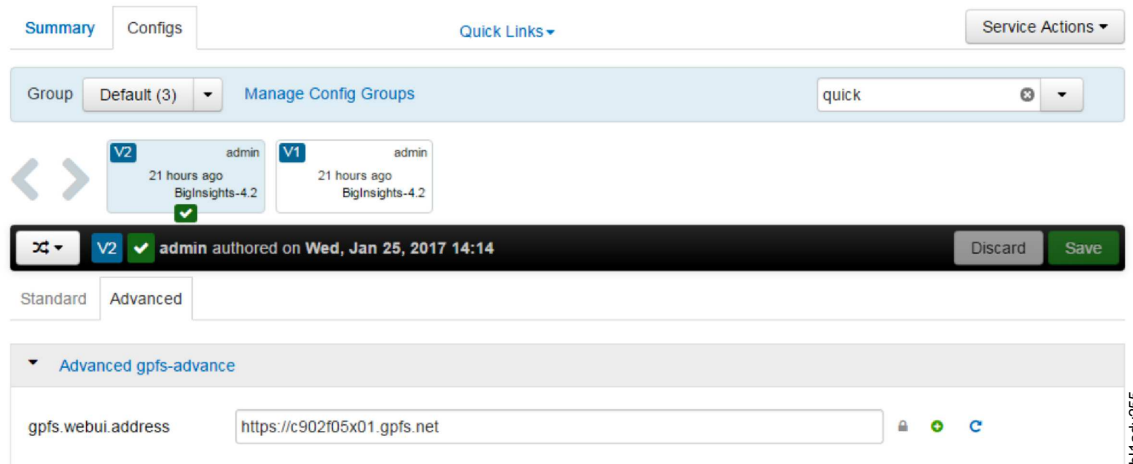 Summary Configs Quick Links Service Actions
Group Default (3) Manage Config Groups quick
V2 admin V1 admin
21 hours ago 21 hours ago
BigInsights-4.2 BigInsights-4.2
V2 admin authored on Wed, Jan 25, 2017 14:14 Discard Save
Standard Advanced
Advanced gpfs-advance
gpfs.webui.address https://c902f05x01.gpfs.net